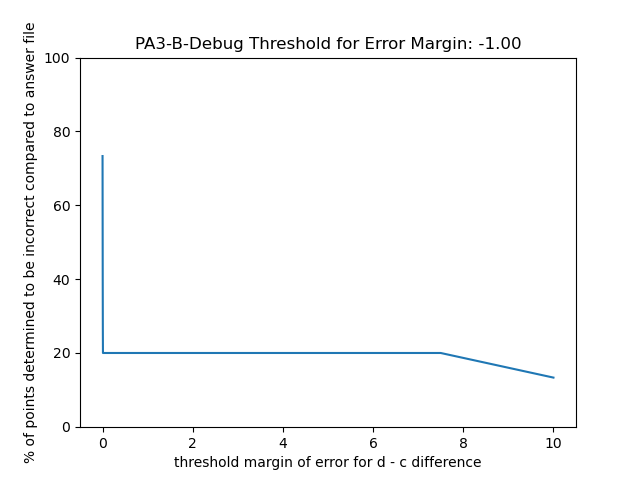 PA3-B-Debug Threshold for Error Margin: -1.00
% of points determined to be incorrect compared to answer file
100
80
60
40
20
0
0 2 4 6 8 10
threshold margin of error for d - c difference